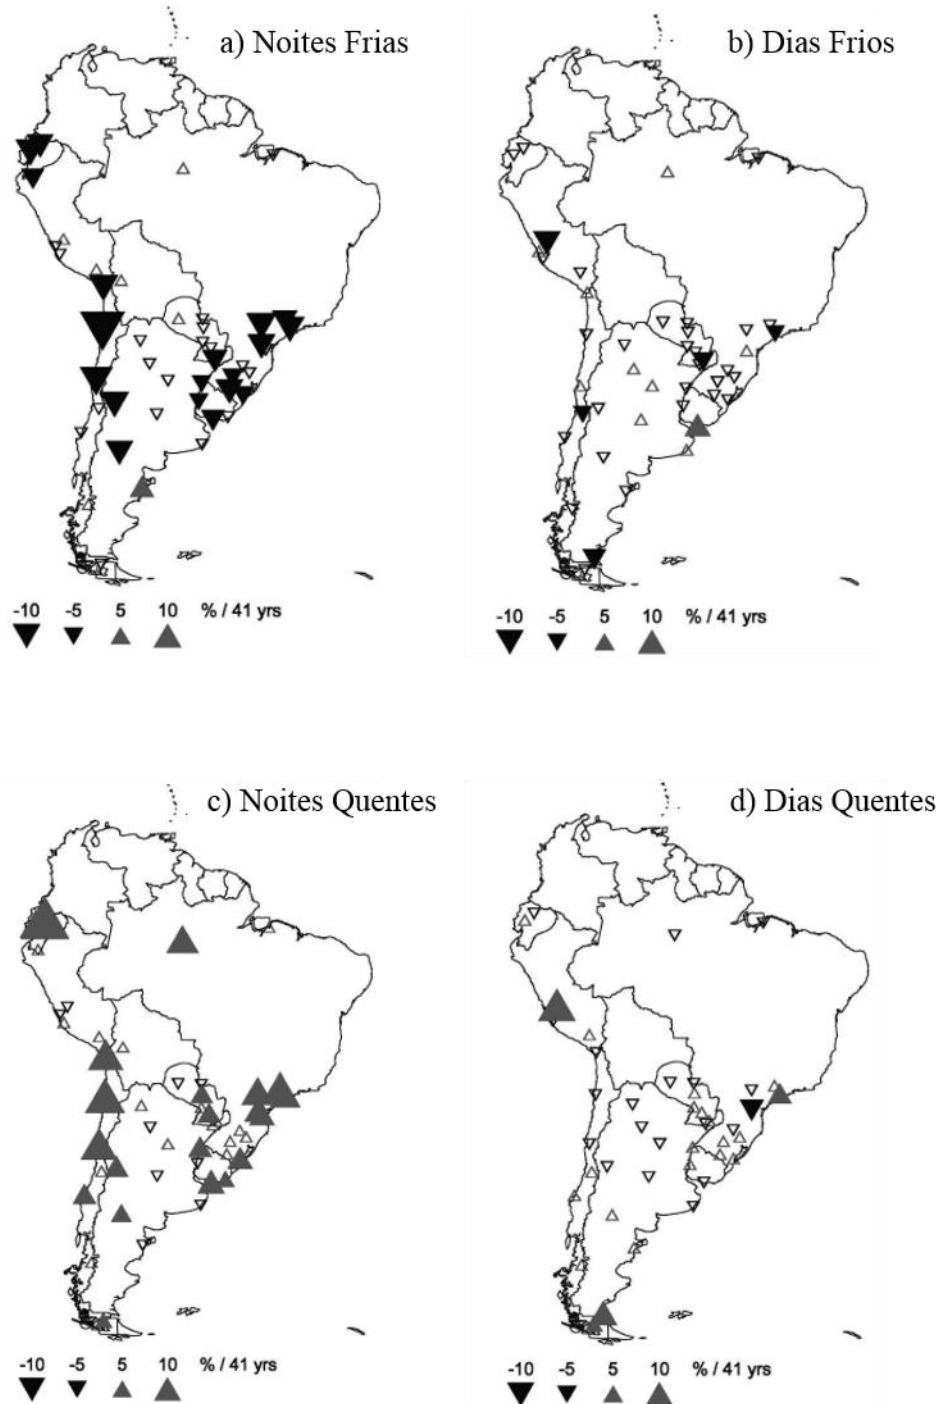 a) Noites Frias
b) Dias Frios
-10 -5 5 10 % / 41 yrs
-10 -5 5 10 % / 41 yrs
c) Noites Quentes
d) Dias Quentes
-10 -5 5 10 % / 41 yrs
-10 -5 5 10 % / 41 yrs